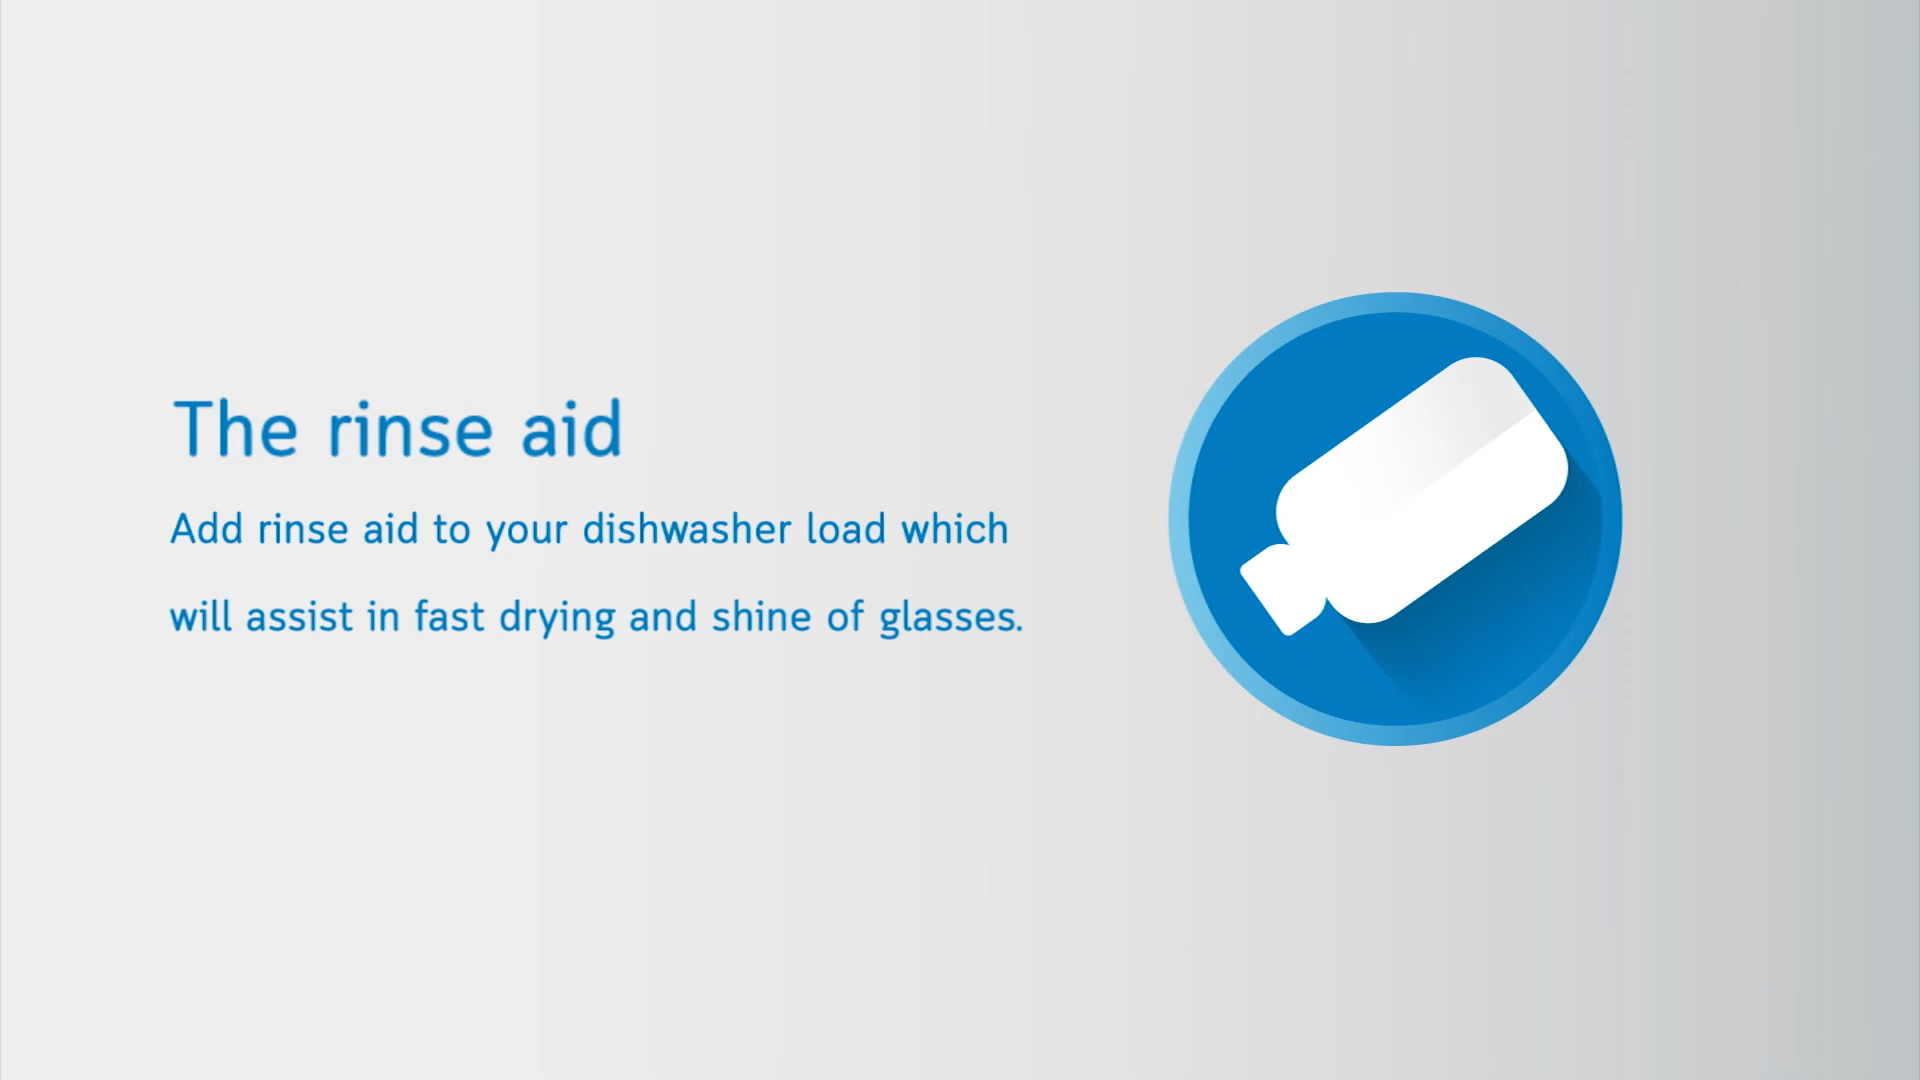 The rinse aid
Add rinse aid to your dishwasher load which
will assist in fast drying and shine of glasses.